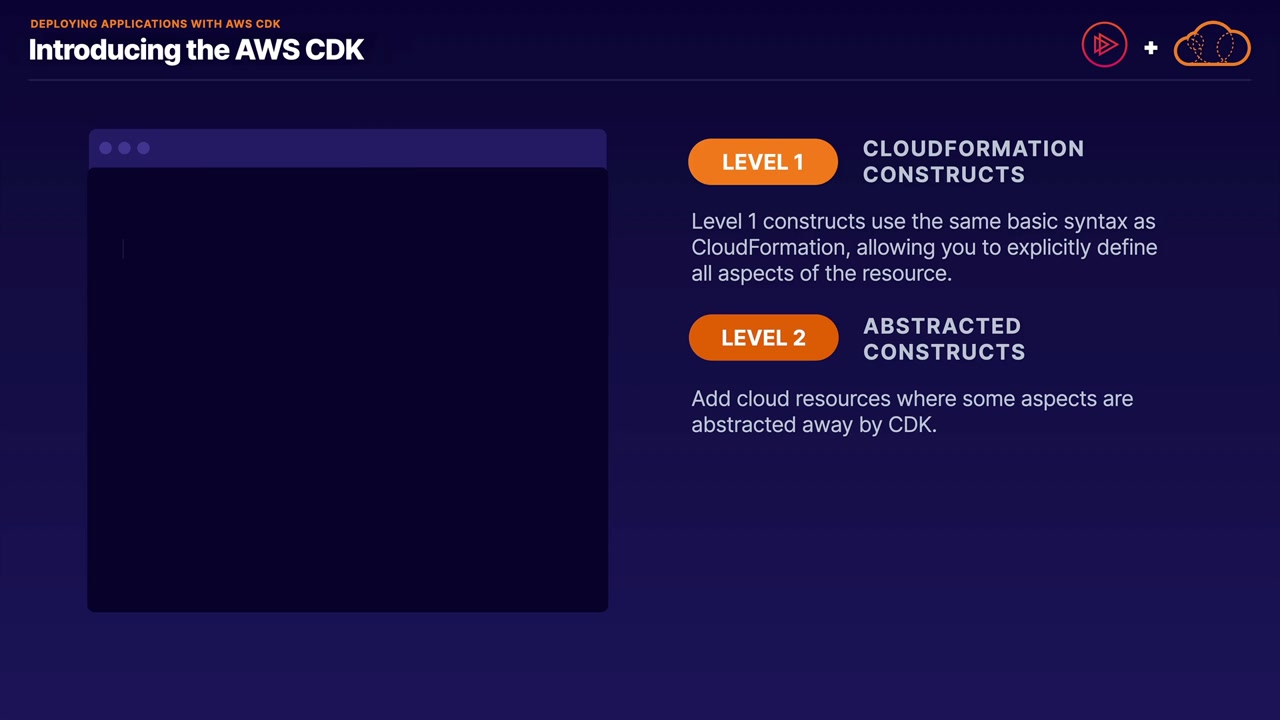 DEPLOYING APPLICATIONS WITH AWS CDK
Introducing the AWS CDK
+
LEVEL 1
CLOUDFORMATION
CONSTRUCTS
Level 1 constructs use the same basic syntax as
CloudFormation, allowing you to explicitly define
all aspects of the resource.
LEVEL 2
ABSTRACTED
CONSTRUCTS
Add cloud resources where some aspects are
abstracted away by CDK.